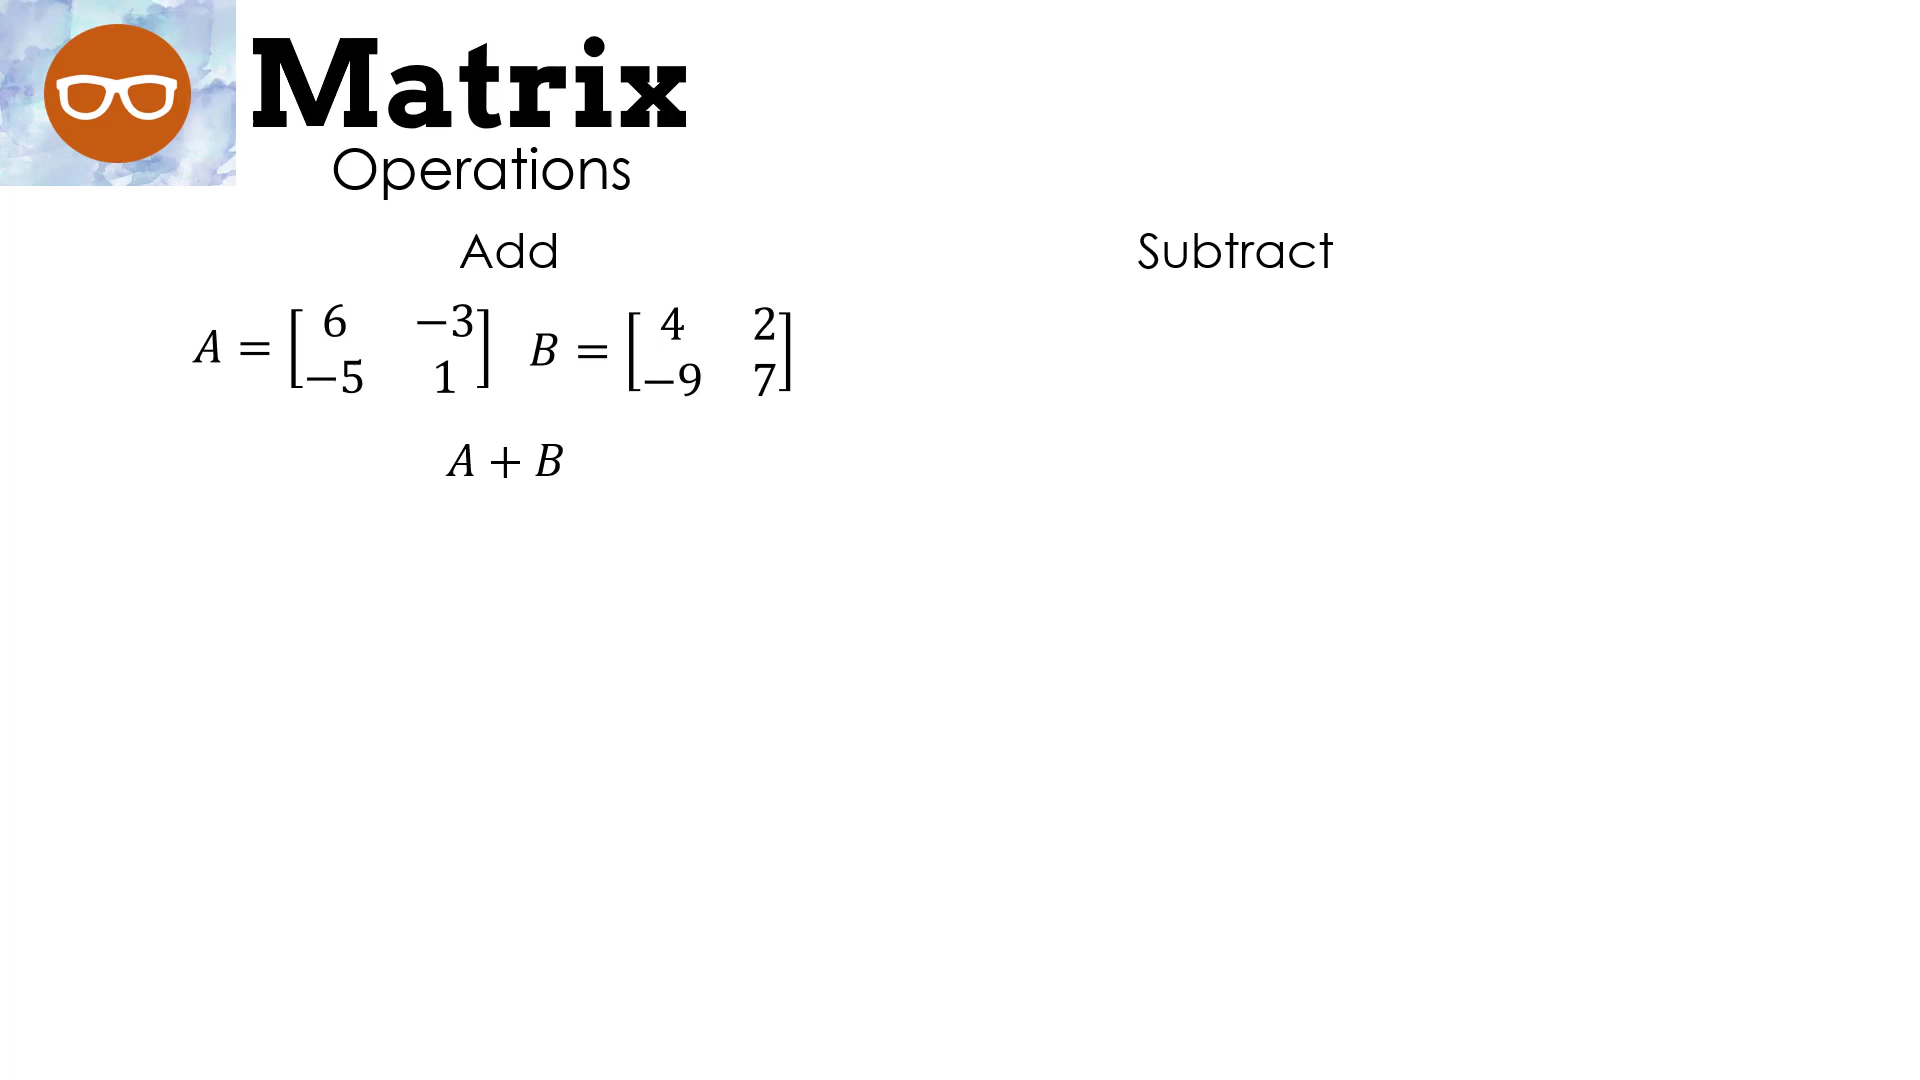 Matrix
Operations
Add
Subtract
A = [6 −3
−5 1] B = [4 2
−9 7]
A + B